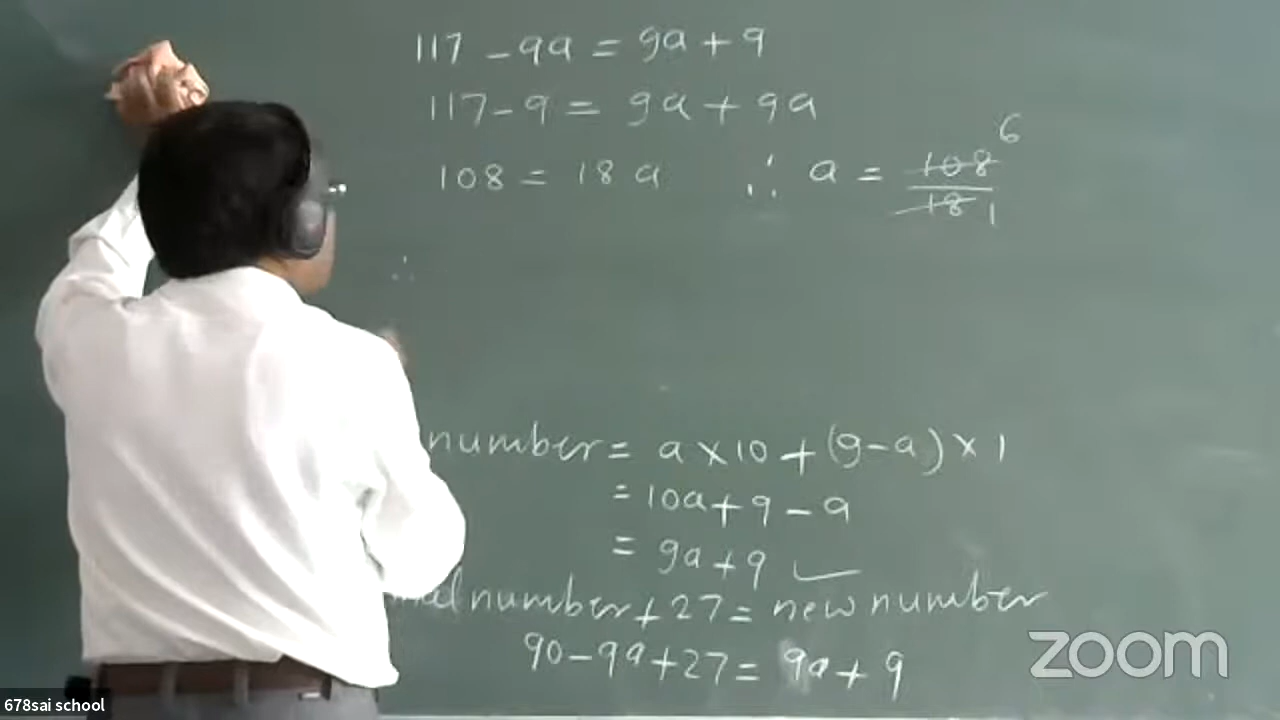 117 - 9a = 9a + 9
117 - 9 = 9a + 9a
108 = 18 a ∴ a = 108/18 6 1
∴
number = a × 10 + (9 - a) × 1
= 10a + 9 - a
= 9a + 9 ✓
number + 27 = new number
90 - 9a + 27 = 9a + 9
zoom
678sai school